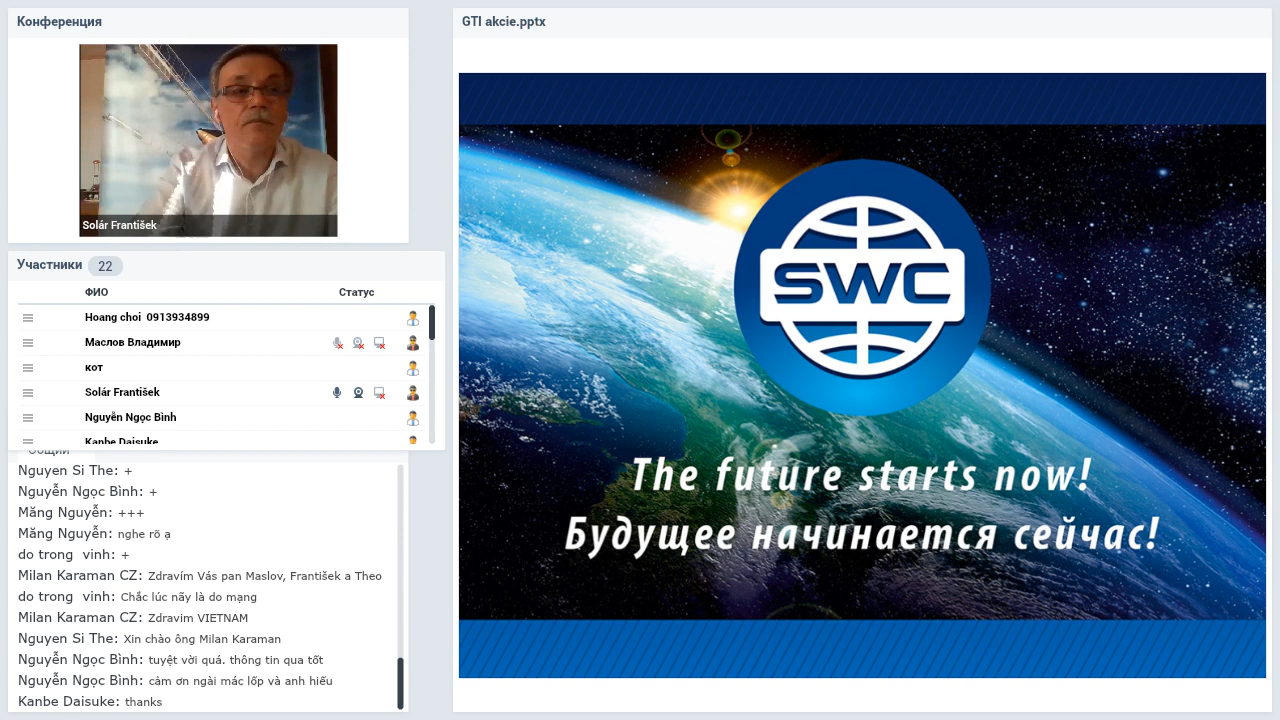 Конференция
Solár František
Участники 22
ФИО Статус
Hoang choi 0913934899
Маслов Владимир
кот
Solár František
Nguyễn Ngọc Bình
Kanbe Daisuke
Общий
Nguyen Si The: +
Nguyễn Ngọc Bình: +
Măng Nguyễn: +++
Măng Nguyễn: nghe rõ ạ
do trong vinh: +
Milan Karaman CZ: Zdravím Vás pan Maslov, František a Theo
do trong vinh: Chắc lúc nãy là do mạng
Milan Karaman CZ: Zdravim VIETNAM
Nguyen Si The: Xin chào ông Milan Karaman
Nguyễn Ngọc Bình: tuyệt vời quá. thông tin qua tốt
Nguyễn Ngọc Bình: cảm ơn ngài mác lốp và anh hiếu
Kanbe Daisuke: thanks
GTI akcie.pptx
SWC
The future starts now!
Будущее начинается сейчас!